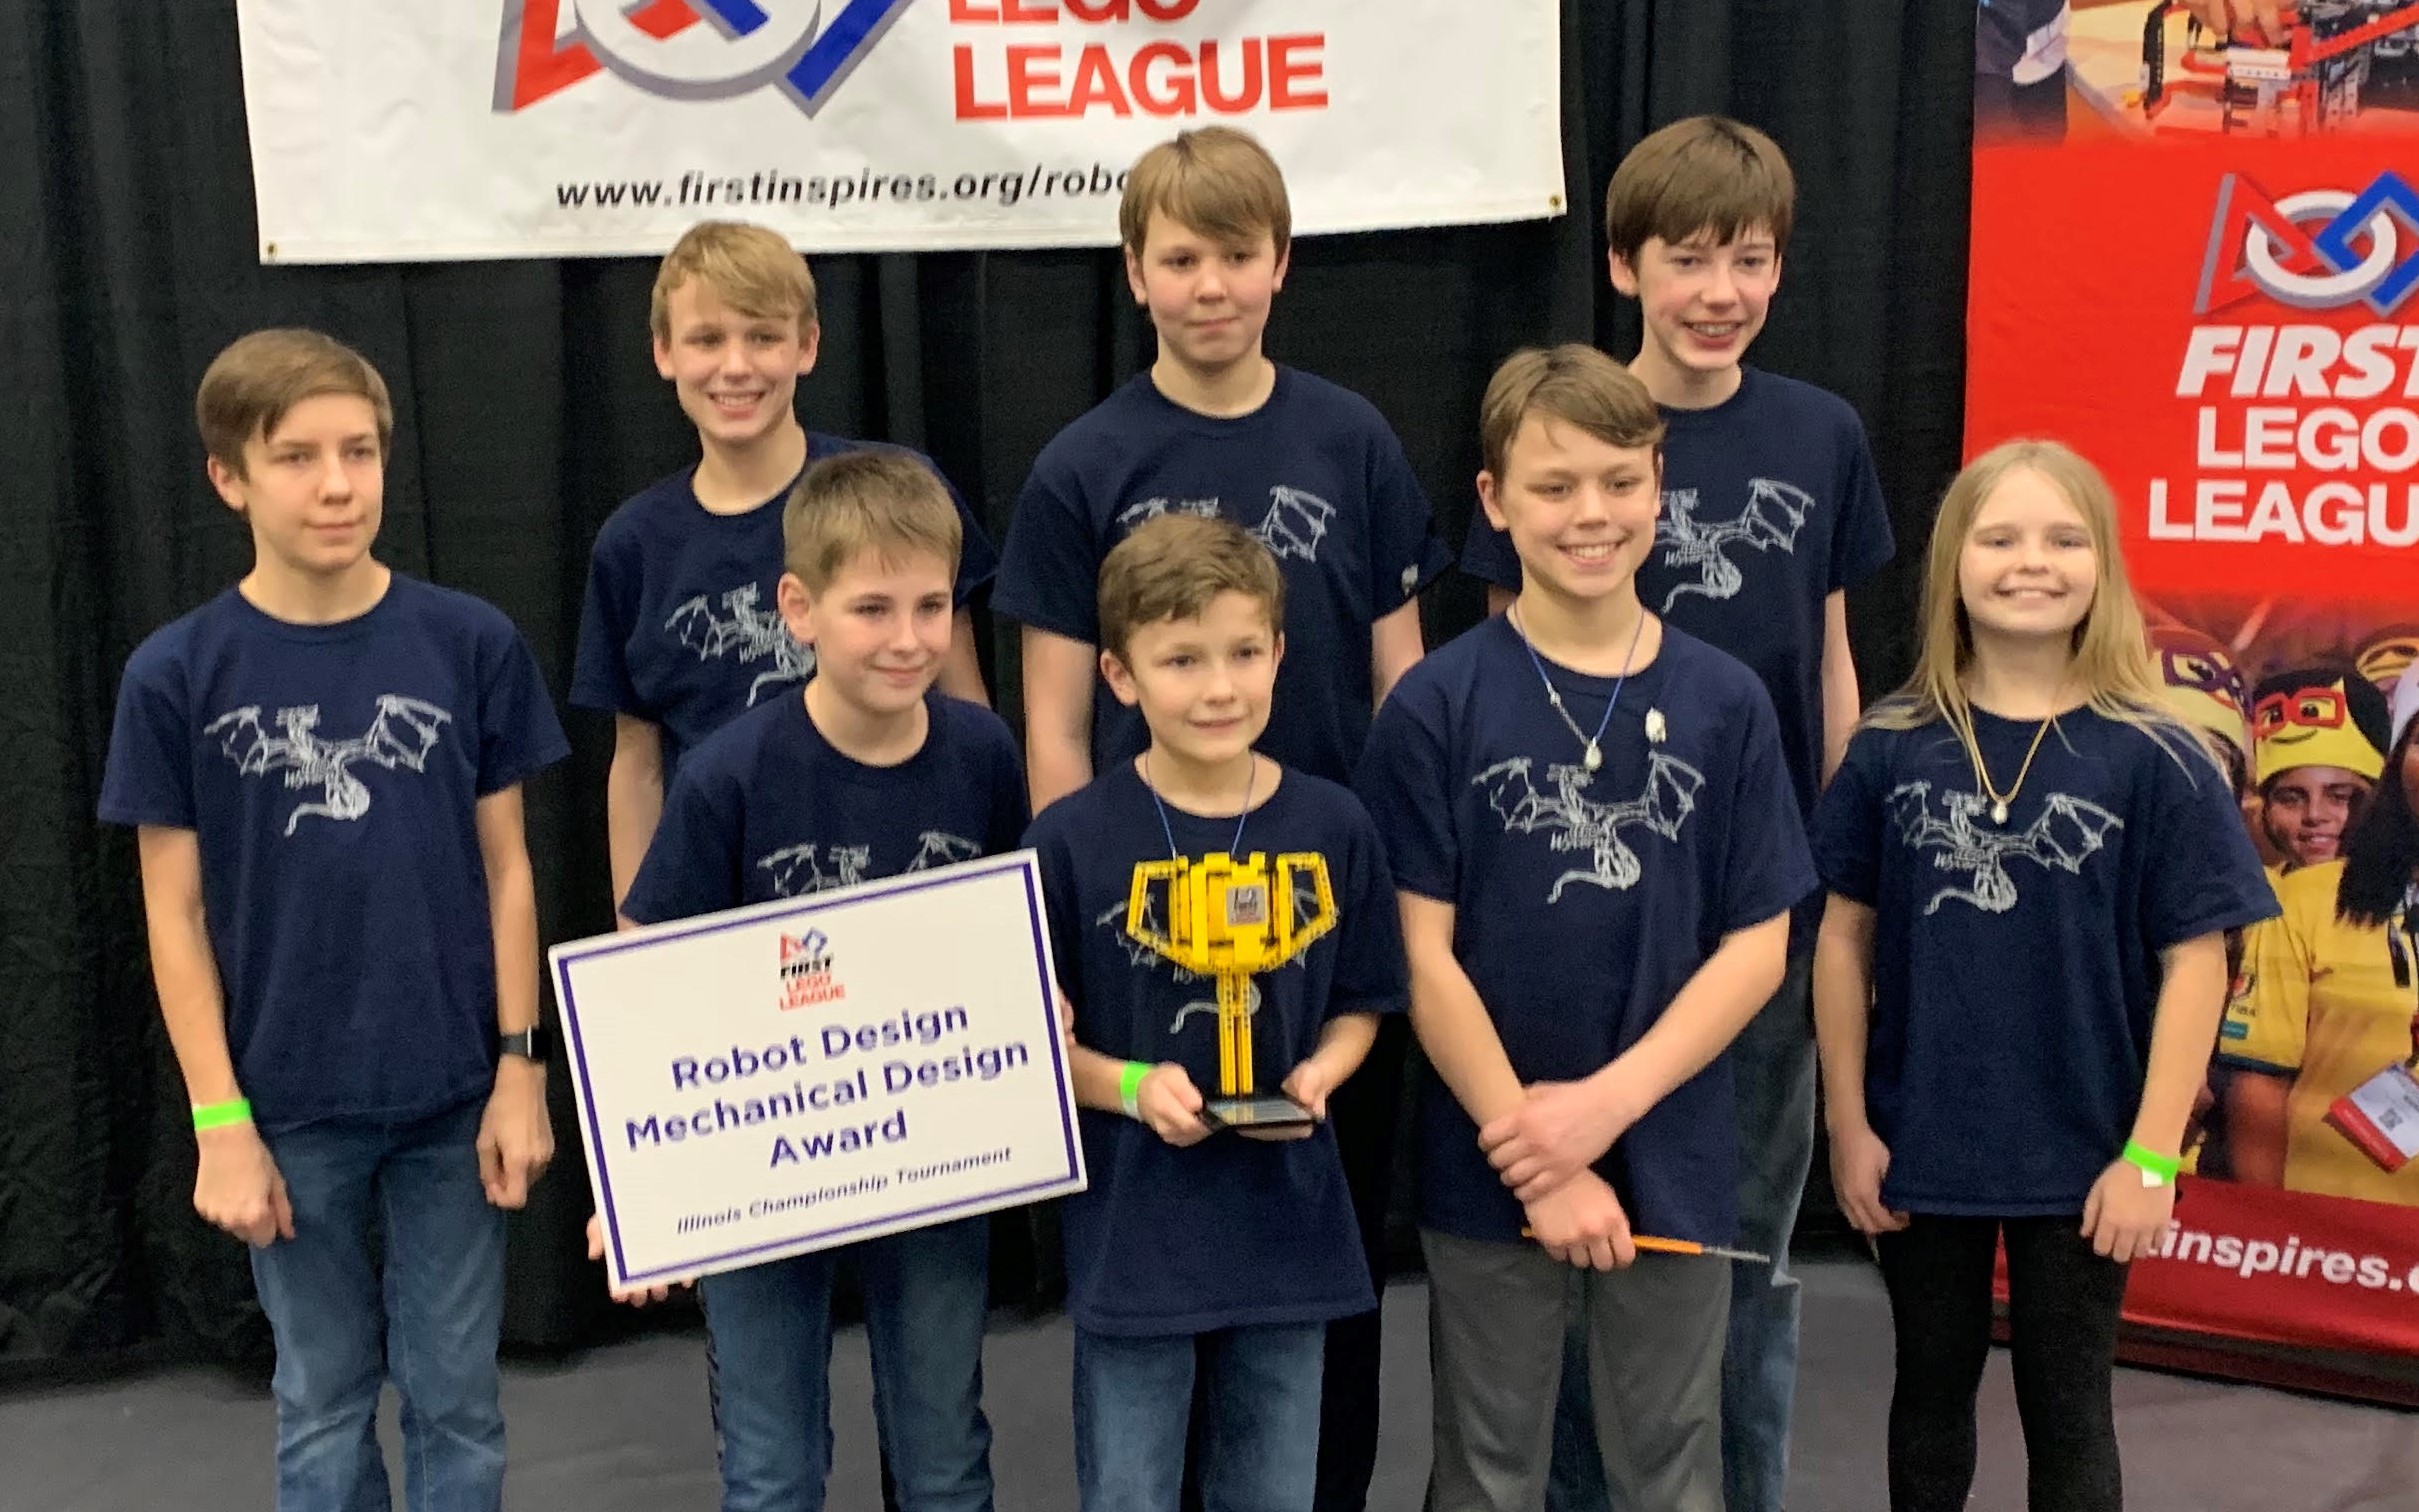 LEGO
LEAGUE
www.firstinspires.org/robo
FIRST
LEGO
LEAGU
FIRST
LEGO
LEAGUE
Robot Design
Mechanical Design
Award
Illinois Championship Tournament
tinspires.